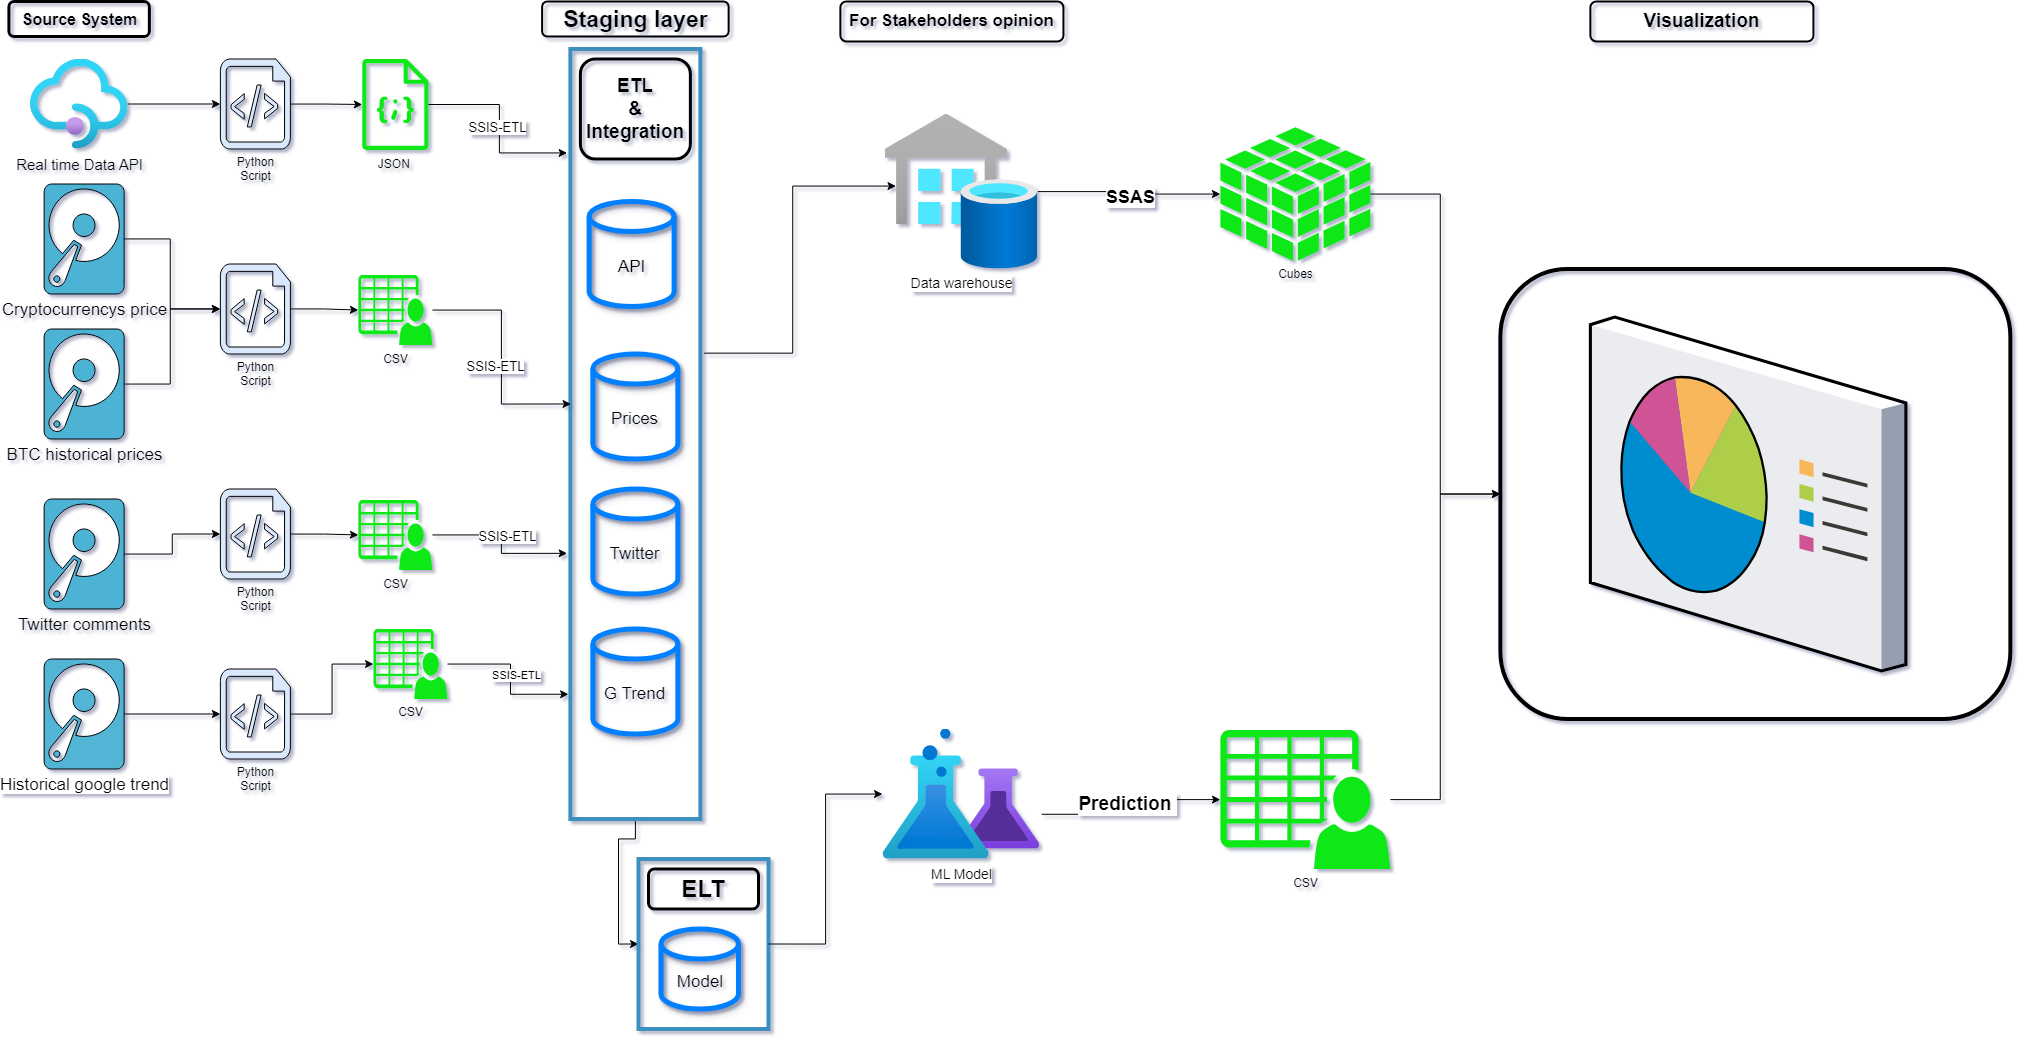 Source System
Staging layer
For Stakeholders opinion
Visualization
Real time Data API
Python
Script
JSON
SSIS-ETL
ETL
&
Integration
API
Cryptocurrencys price
BTC historical prices
Python
Script
CSV
SSIS-ETL
Prices
Twitter comments
Python
Script
CSV
SSIS-ETL
Twitter
Historical google trend
Python
Script
CSV
SSIS-ETL
G Trend
Data warehouse
SSAS
Cubes
ELT
Model
ML Model
Prediction
CSV